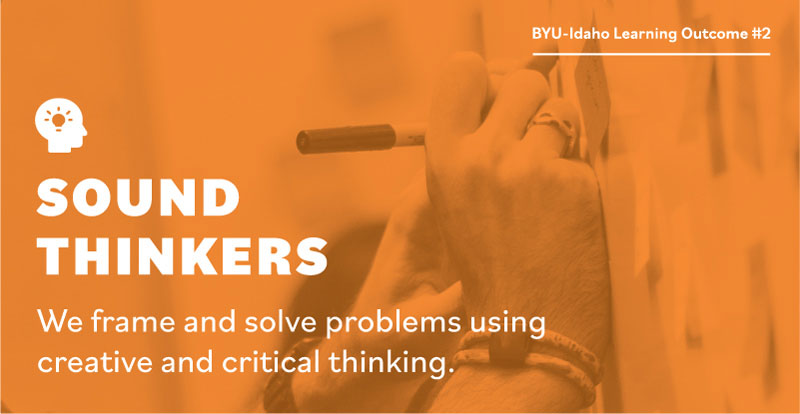 BYU-Idaho Learning Outcome #2
SOUND
THINKERS
We frame and solve problems using
creative and critical thinking.